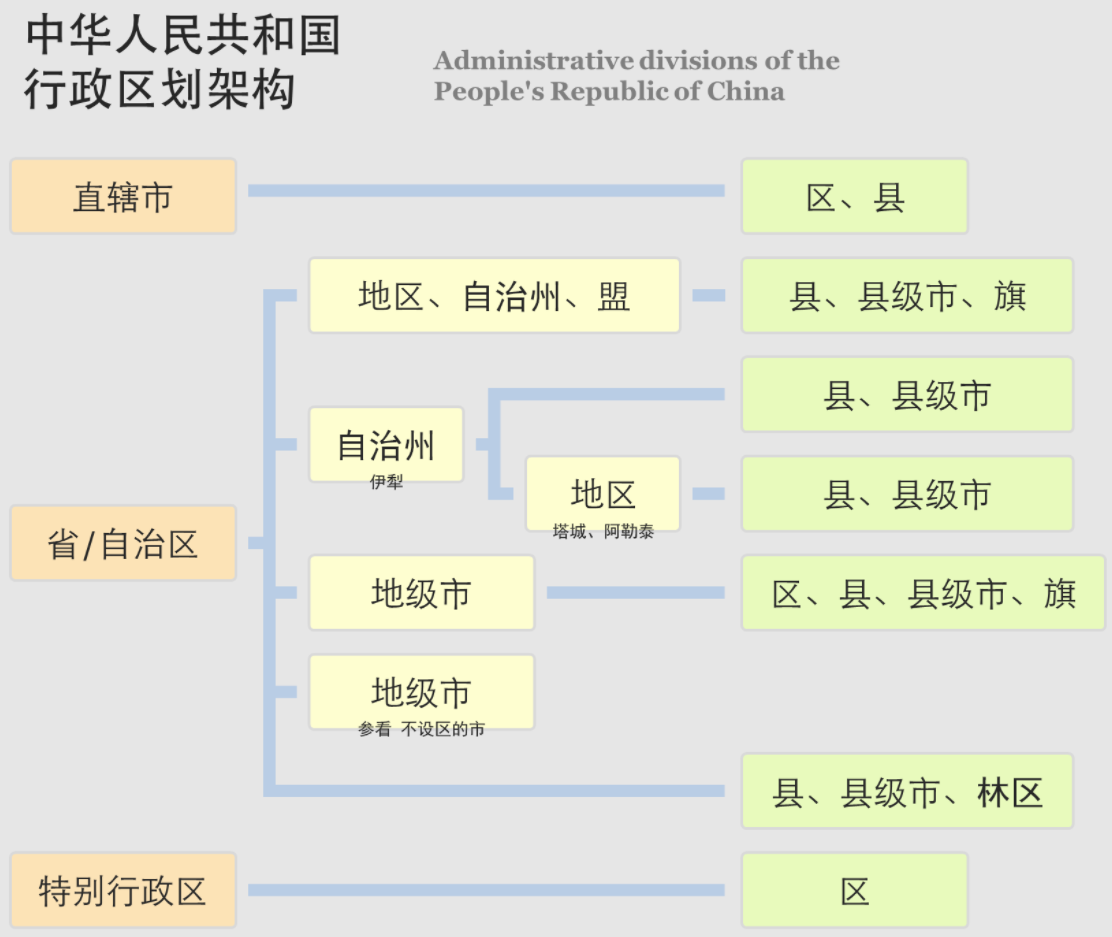 中华人民共和国
行政区划架构
Administrative divisions of the
People's Republic of China
直辖市
区、县
地区、自治州、盟
县、县级市、旗
县、县级市
自治州
伊犁
地区
塔城、阿勒泰
县、县级市
省/自治区
地级市
区、县、县级市、旗
地级市
参看 不设区的市
县、县级市、林区
特别行政区
区